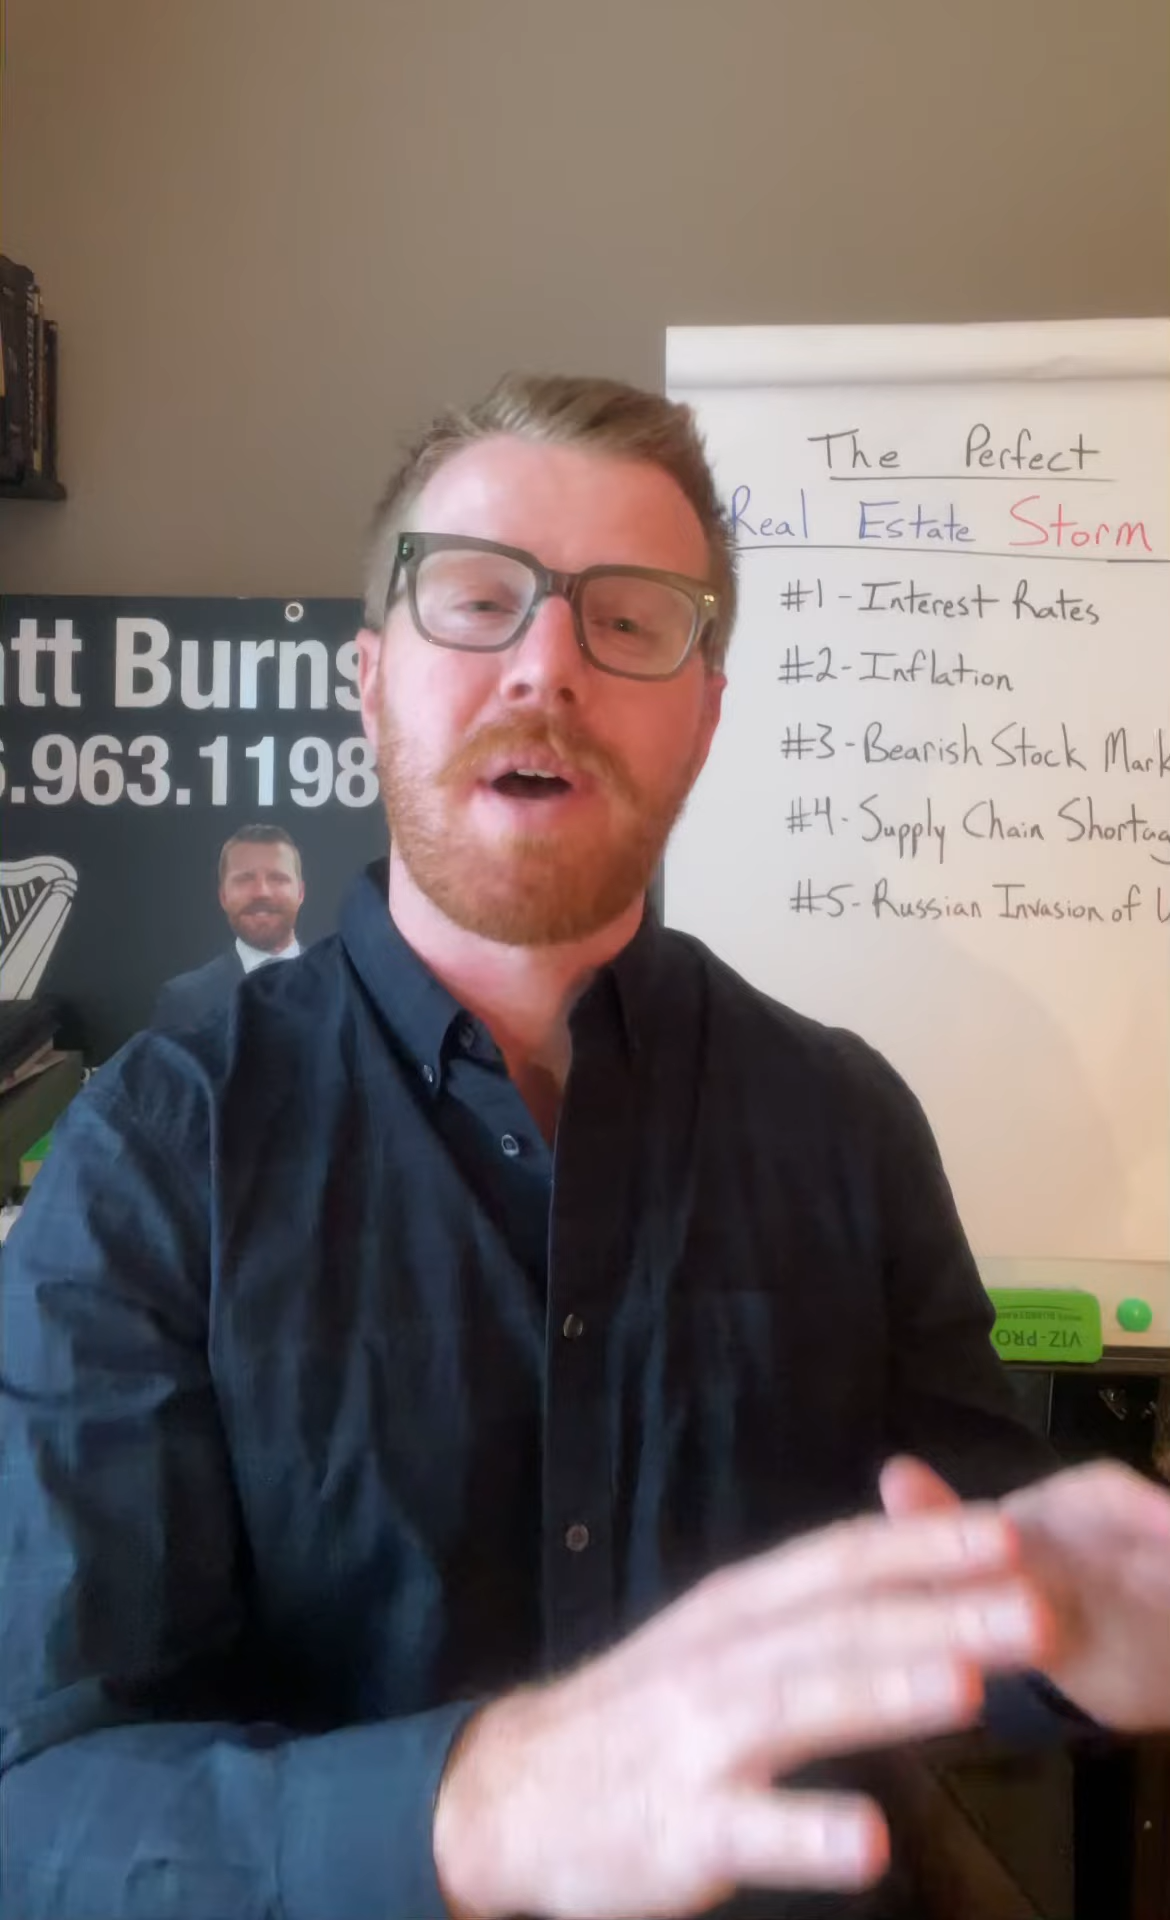 tt Burns
.963.1198
The Perfect
Real Estate Storm
#1 - Interest Rates
#2 - Inflation
#3 - Bearish Stock Mark
#4 - Supply Chain Shortag
#5 - Russian Invasion of U
VIZ-PRO